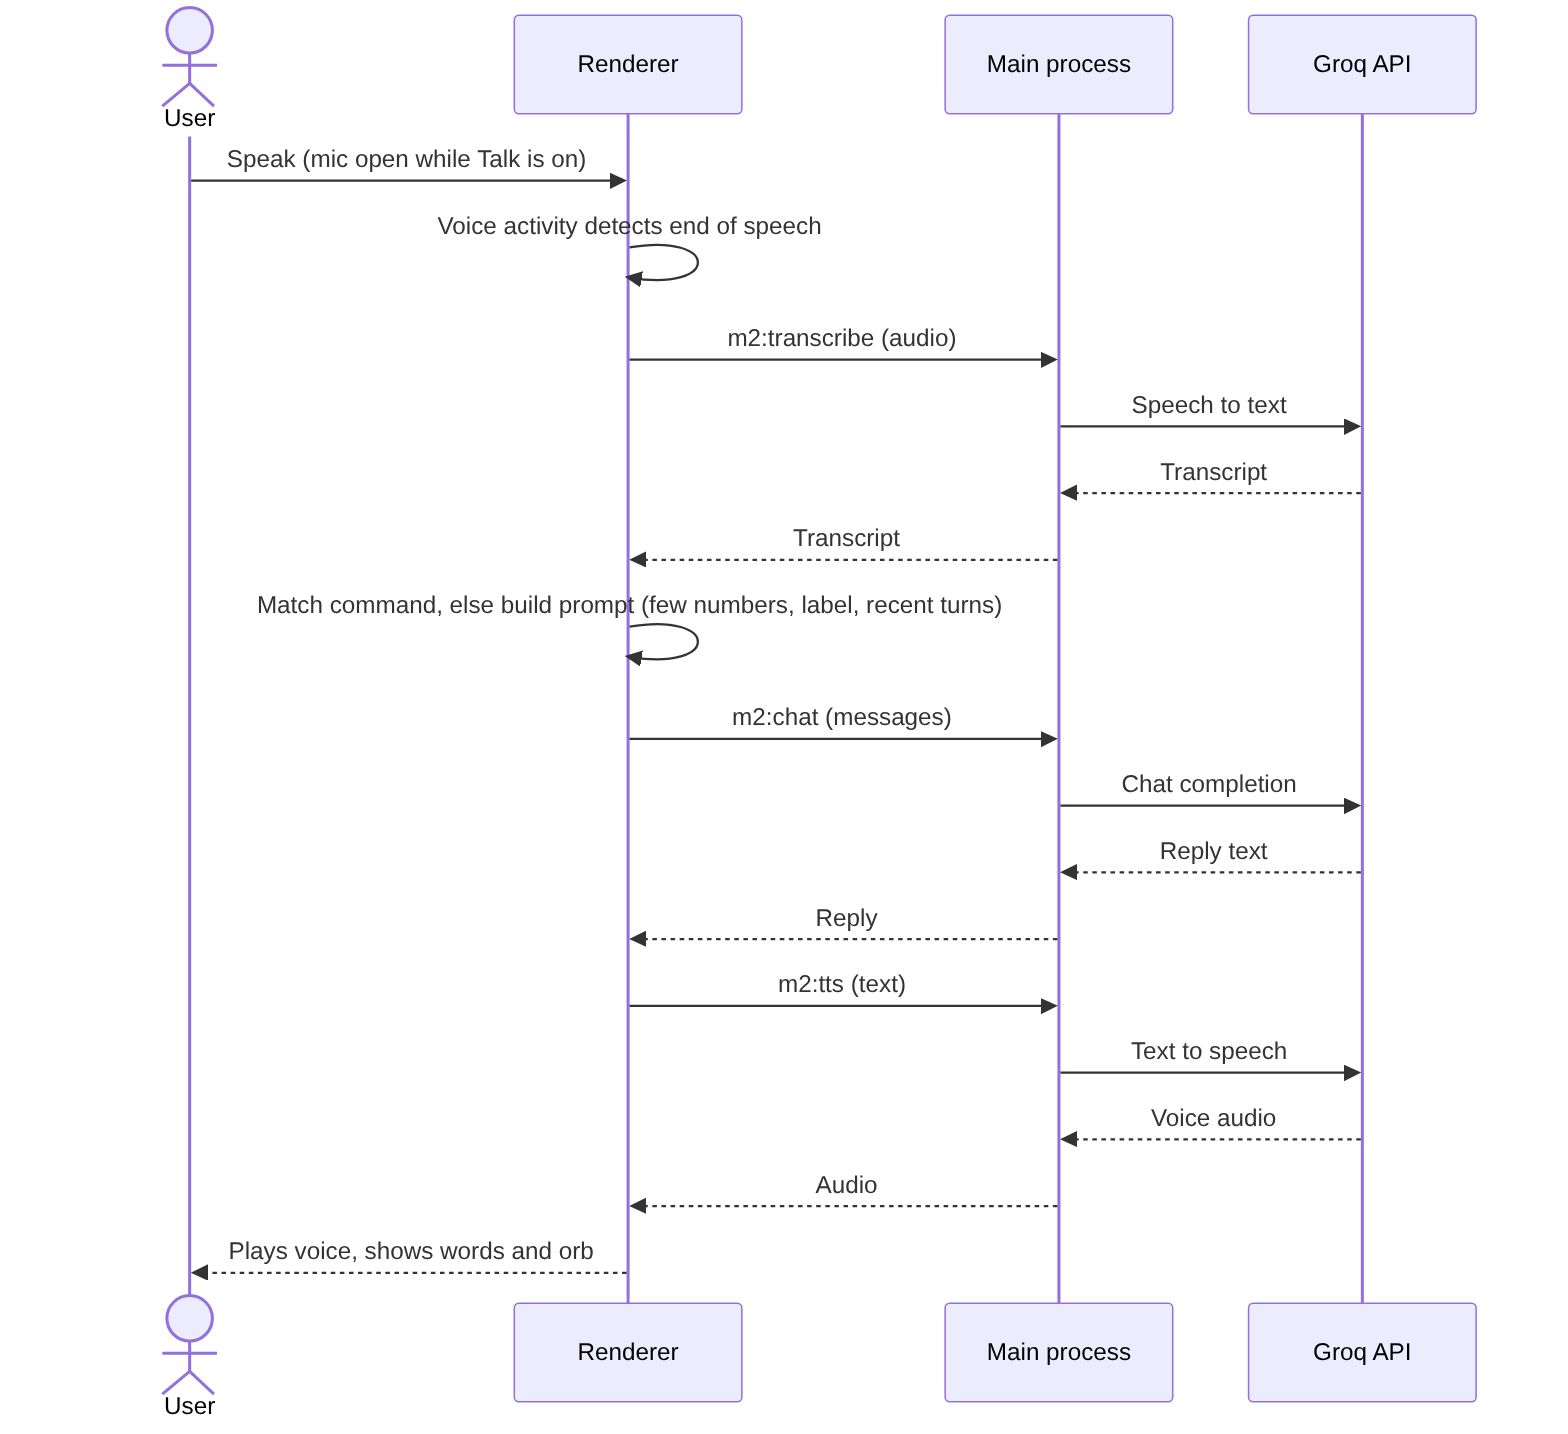 User
Renderer
Main process
Groq API
Speak (mic open while Talk is on)
Voice activity detects end of speech
m2:transcribe (audio)
Speech to text
Transcript
Transcript
Match command, else build prompt (few numbers, label, recent turns)
m2:chat (messages)
Chat completion
Reply text
Reply
m2:tts (text)
Text to speech
Voice audio
Audio
Plays voice, shows words and orb
User
Renderer
Main process
Groq API